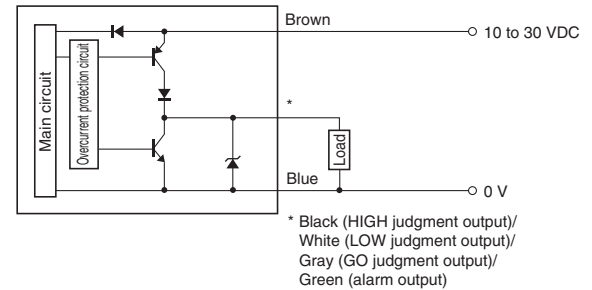 Brown
10 to 30 VDC
Main circuit
Overcurrent protection circuit
*
Load
Blue
0 V
* Black (HIGH judgment output)/
White (LOW judgment output)/
Gray (GO judgment output)/
Green (alarm output)